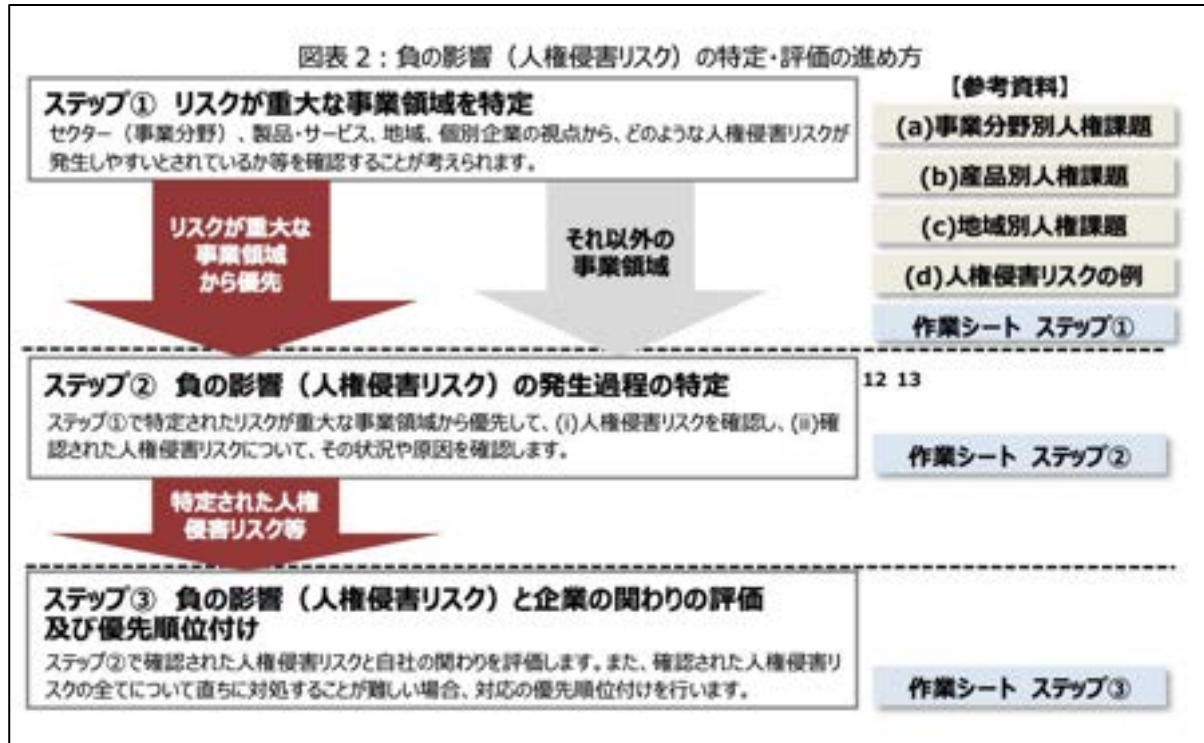 図表 2：負の影響（人権侵害リスク）の特定・評価の進め方
ステップ① リスクが重大な事業領域を特定
セクター（事業分野）、製品・サービス、地域、個別企業の視点から、どのような人権侵害リスクが
発生しやすいとされているか等を確認することが考えられます。
【参考資料】
(a)事業分野別人権課題
(b)産品別人権課題
(c)地域別人権課題
(d)人権侵害リスクの例
作業シート ステップ①
リスクが重大な
事業領域
から優先
それ以外の
事業領域
ステップ② 負の影響（人権侵害リスク）の発生過程の特定
ステップ①で特定されたリスクが重大な事業領域から優先して、(i)人権侵害リスクを確認し、(ii)確
認された人権侵害リスクについて、その状況や原因を確認します。
12 13
作業シート ステップ②
特定された人権
侵害リスク等
ステップ③ 負の影響（人権侵害リスク）と企業の関わりの評価
及び優先順位付け
ステップ②で確認された人権侵害リスクと自社の関わりを評価します。また、確認された人権侵害リ
スクの全てについて直ちに対処することが難しい場合、対応の優先順位付けを行います。
作業シート ステップ③